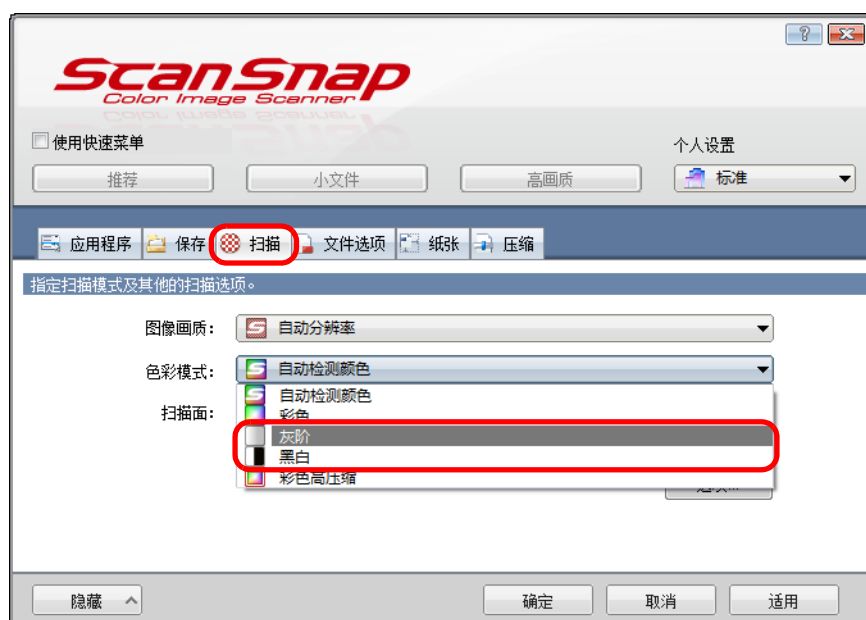 ScanSnap
Color Image Scanner
使用快速菜单
个人设置
推荐 小文件 高画质 标准
应用程序 保存 扫描 文件选项 纸张 压缩
指定扫描模式及其他的扫描选项。
图像画质： 自动分辨率
色彩模式： 自动检测颜色
扫描面： 自动检测颜色
彩色
灰阶
黑白
彩色高压缩
隐藏 确定 取消 适用